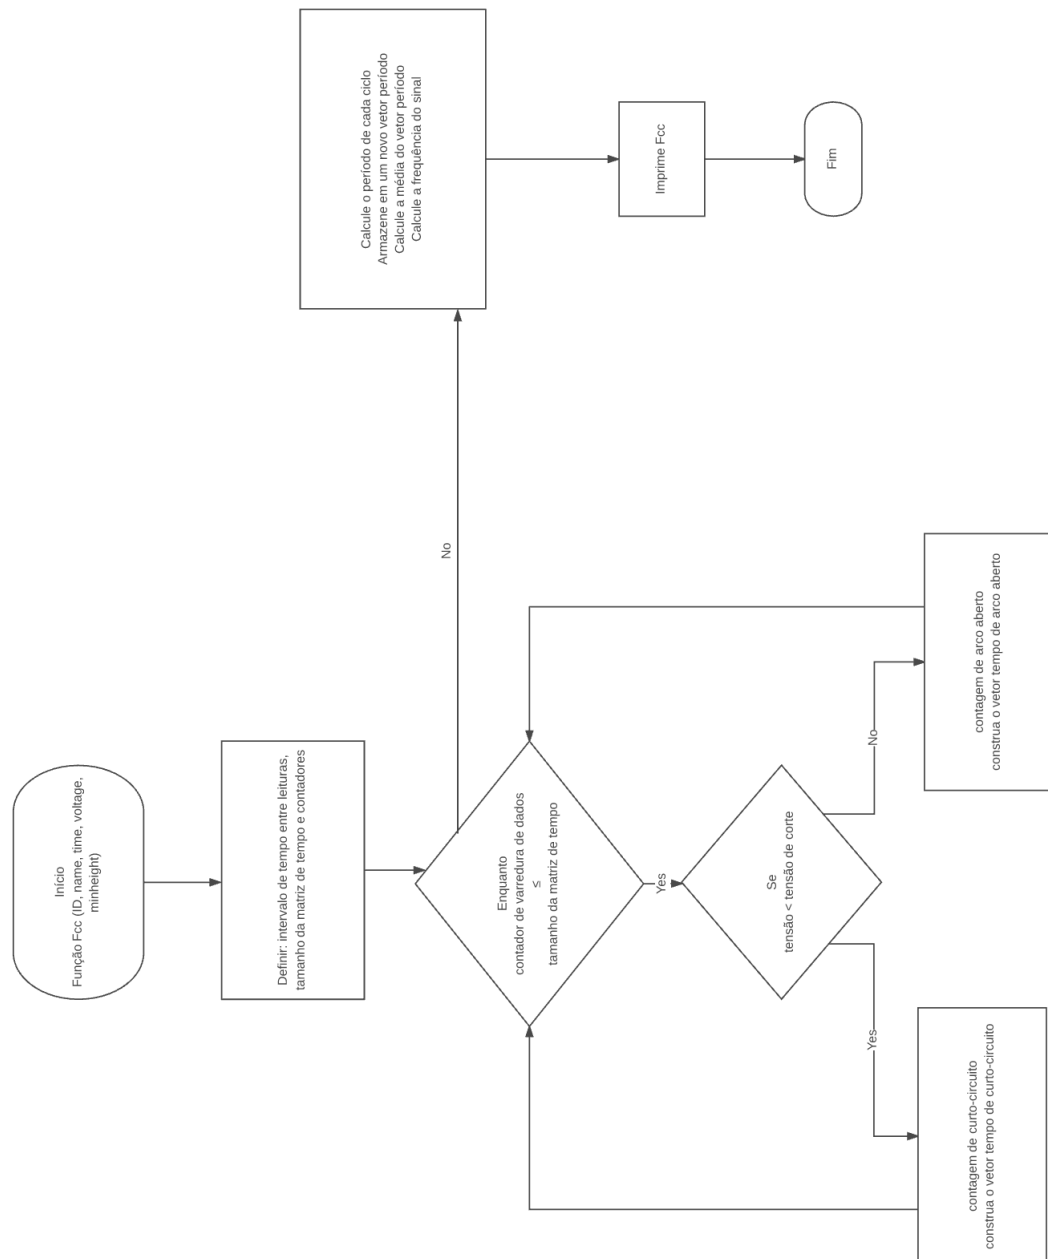 Início
Função Fcc (ID, name, time, voltage,
minheight)
Definir: intervalo de tempo entre leituras,
tamanho da matriz de tempo e contadores
Enquanto
contador de varredura de dados
≤
tamanho da matriz de tempo
Yes
Se
tensão < tensão de corte
Yes
contagem de curto-circuito
construa o vetor tempo de curto-circuito
No
contagem de arco aberto
construa o vetor tempo de arco aberto
No
Calcule o período de cada ciclo
Armazene em um novo vetor período
Calcule a média do vetor período
Calcule a frequência do sinal
Imprime Fcc
Fim